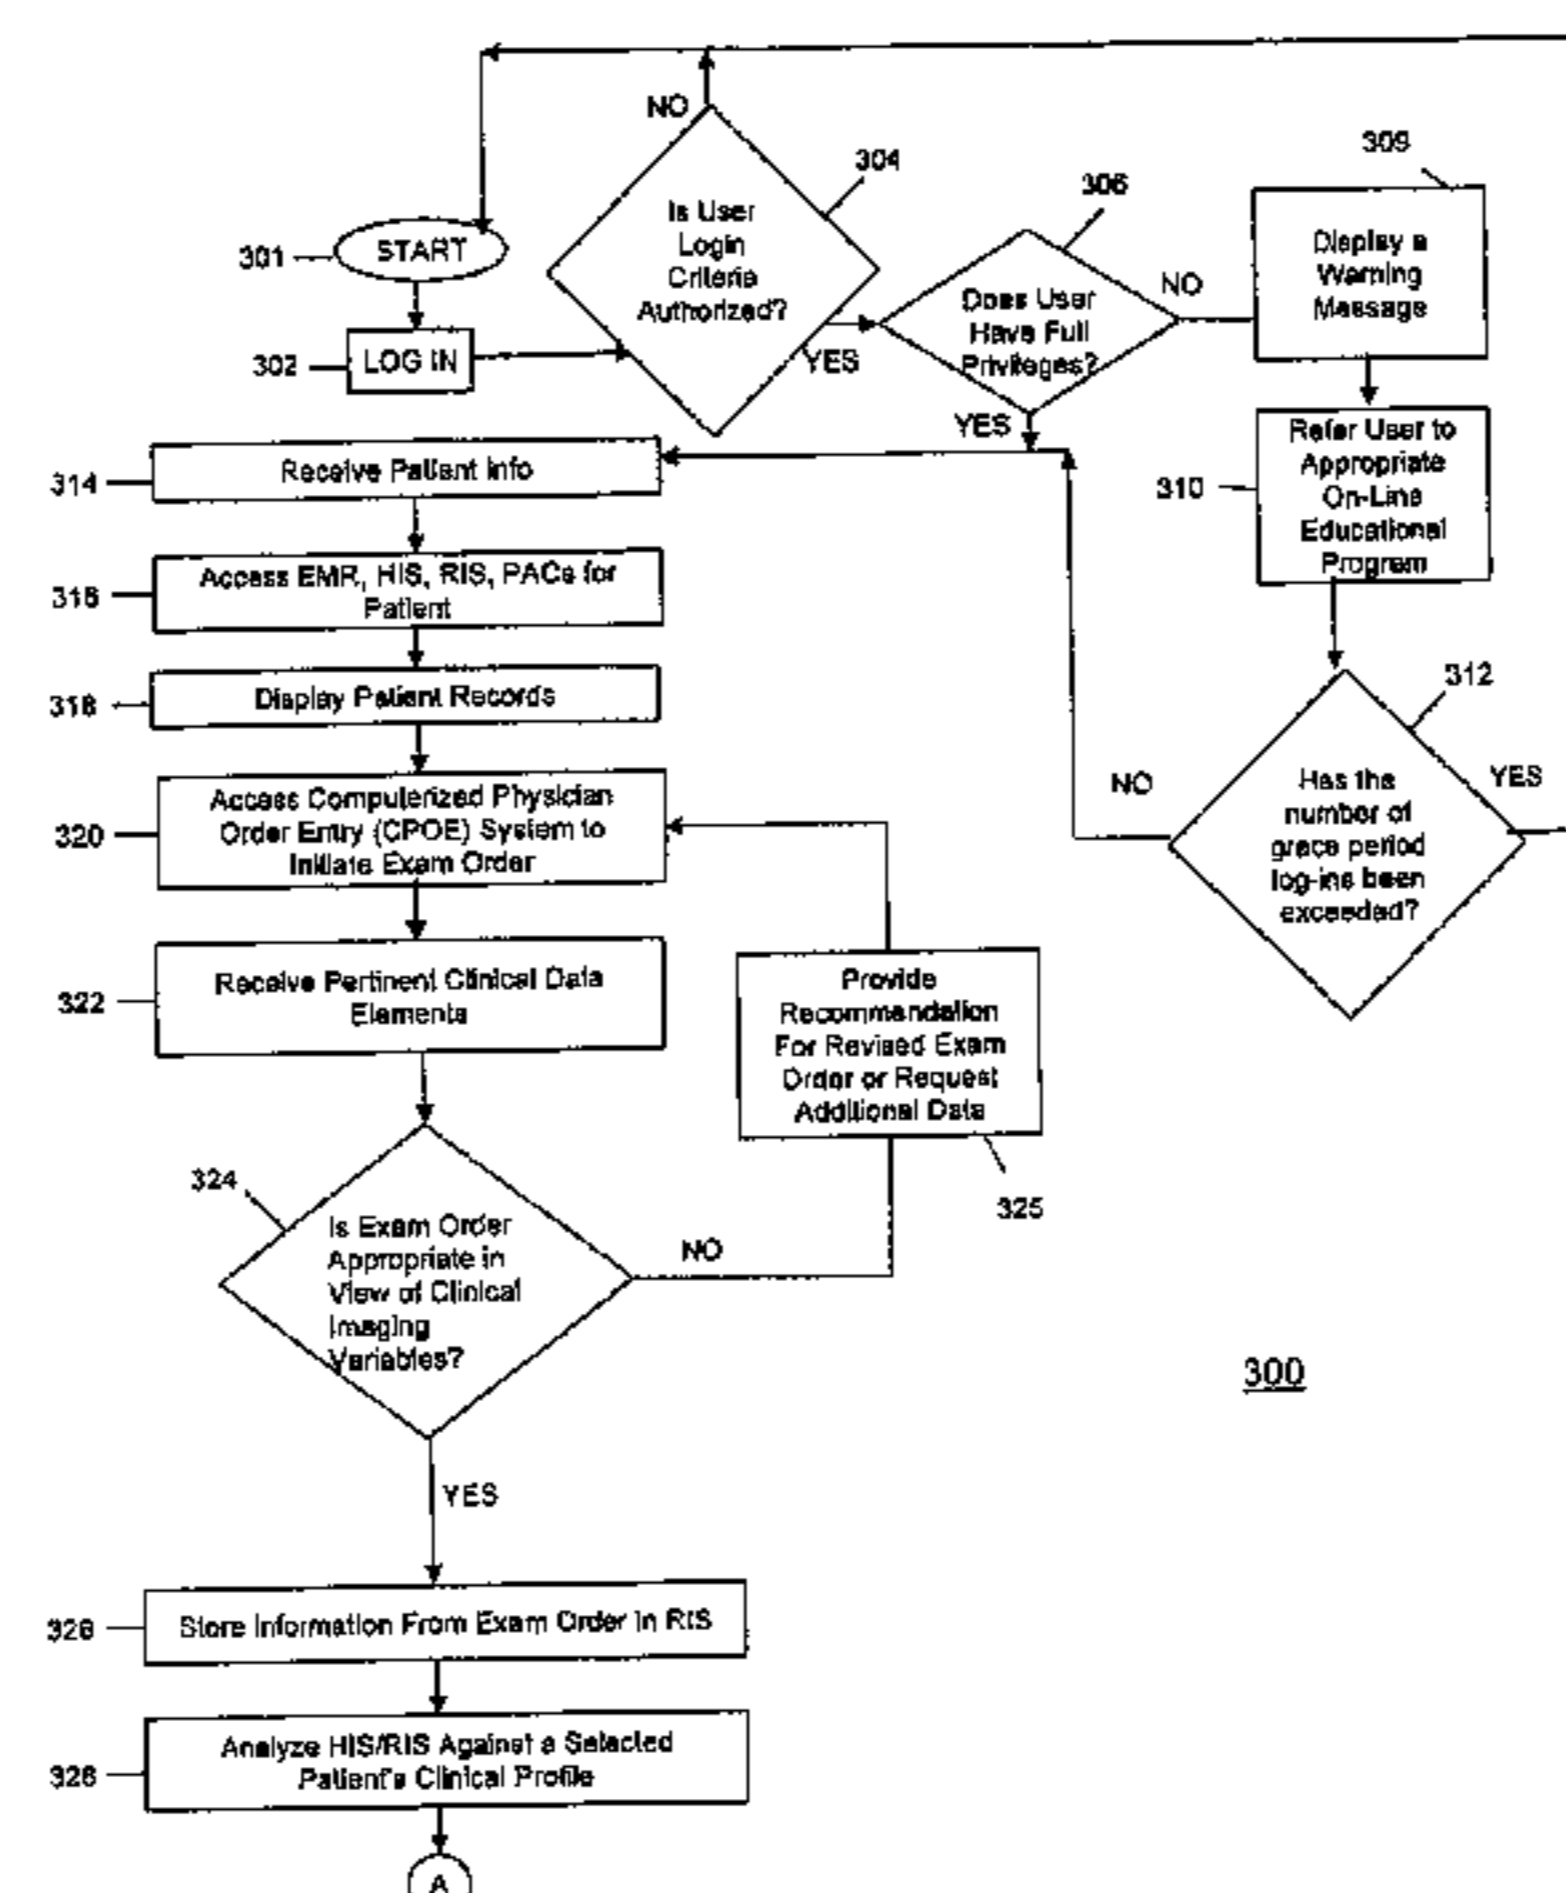 NO
304
Is User
Login
Criteria
Authorized?
YES
306
Does User
Have Full
Privileges?
NO
YES
309
Display a
Warning
Message
301
START
302
LOG IN
310
Refer User to
Appropriate
On-Line
Educational
Program
314
Receive Patient Info
316
Access EMR, HIS, RIS, PACs for
Patient
318
Display Patient Records
312
Has the
number of
grace period
log-ins been
exceeded?
NO
YES
320
Access Computerized Physician
Order Entry (CPOE) System to
Initiate Exam Order
322
Receive Pertinent Clinical Data
Elements
Provide
Recommendation
For Revised Exam
Order or Request
Additional Data
325
324
Is Exam Order
Appropriate in
View of Clinical
Imaging
Variables?
NO
YES
300
Store Information From Exam Order in RIS
Analyze HIS/RIS Against a Selected
Patient's Clinical Profile
A